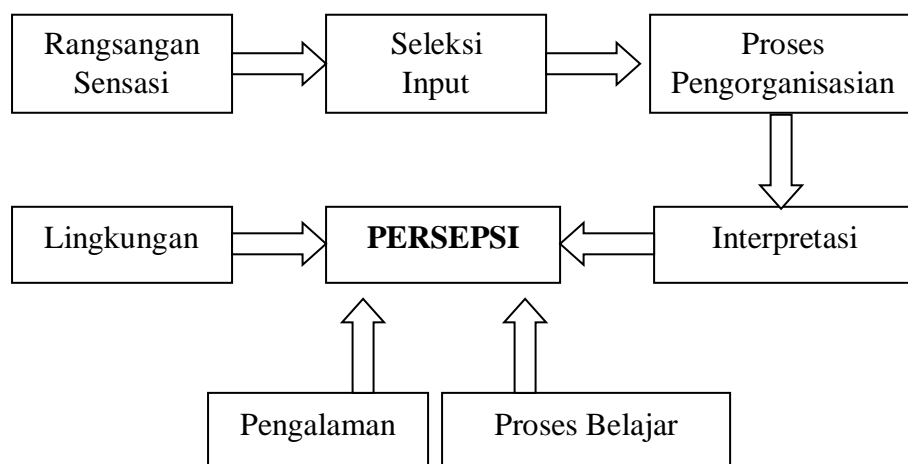 Rangsangan
Sensasi
Seleksi
Input
Proses
Pengorganisasian
Lingkungan
PERSEPSI
Interpretasi
Pengalaman
Proses Belajar